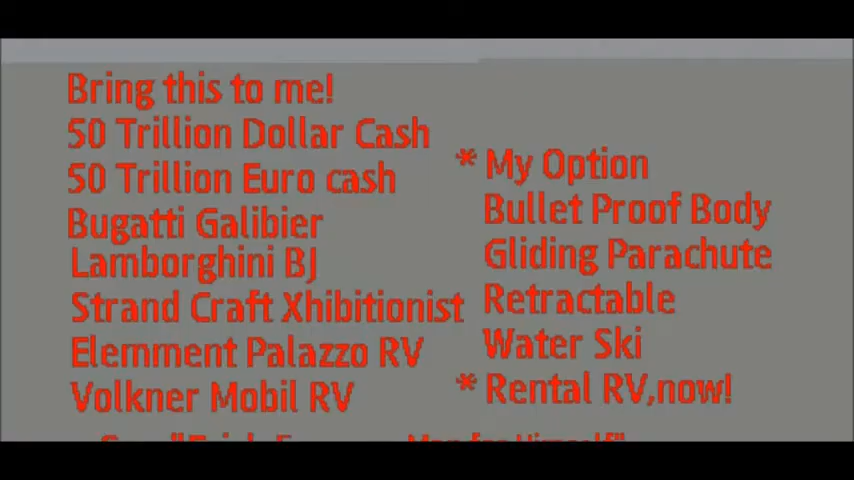 Bring this to me!
50 Trillion Dollar Cash
50 Trillion Euro cash
Bugatti Galibier
Lamborghini BJ
Strand Craft Xhibitionist
Elemment Palazzo RV
Volkner Mobil RV
* My Option
Bullet Proof Body
Gliding Parachute
Retractable
Water Ski
* Rental RV,now!